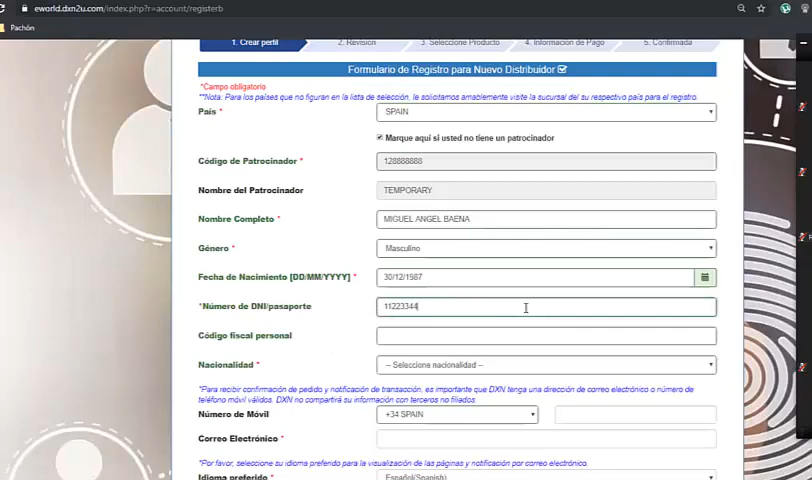 eworld.dxn2u.com/index.php?r=account/registerb
Pachón
1. Crear perfil 2. Revision 3. Seleccione Producto 4. Información de Pago 5. Confirmada
Formulario de Registro para Nuevo Distribuidor
*Campo obligatorio
**Nota: Para los países que no figuran en la lista de selección, le solicitamos amablemente visite la sucursal del su respectivo país para el registro.
País * SPAIN
Marque aqui si usted no tiene un patrocinador
Código de Patrocinador * 128888888
Nombre del Patrocinador TEMPORARY
Nombre Completo * MIGUEL ANGEL BAENA
Género * Masculino
Fecha de Nacimiento [DD/MM/YYYY] * 30/12/1987
*Número de DNI/pasaporte 11223344
Código fiscal personal
Nacionalidad * -- Seleccione nacionalidad --
*Para recibir confirmación de pedido y notificación de transacción, es importante que DXN tenga una dirección de correo electrónico o número de
teléfono móvil válidos. DXN no compartirá su información con terceros no filiados.
Número de Móvil +34 SPAIN
Correo Electrónico *
*Por favor, seleccione su idioma preferido para la visualización de las páginas y notificación por correo electrónico.
Idioma preferido * Español(Spanish)